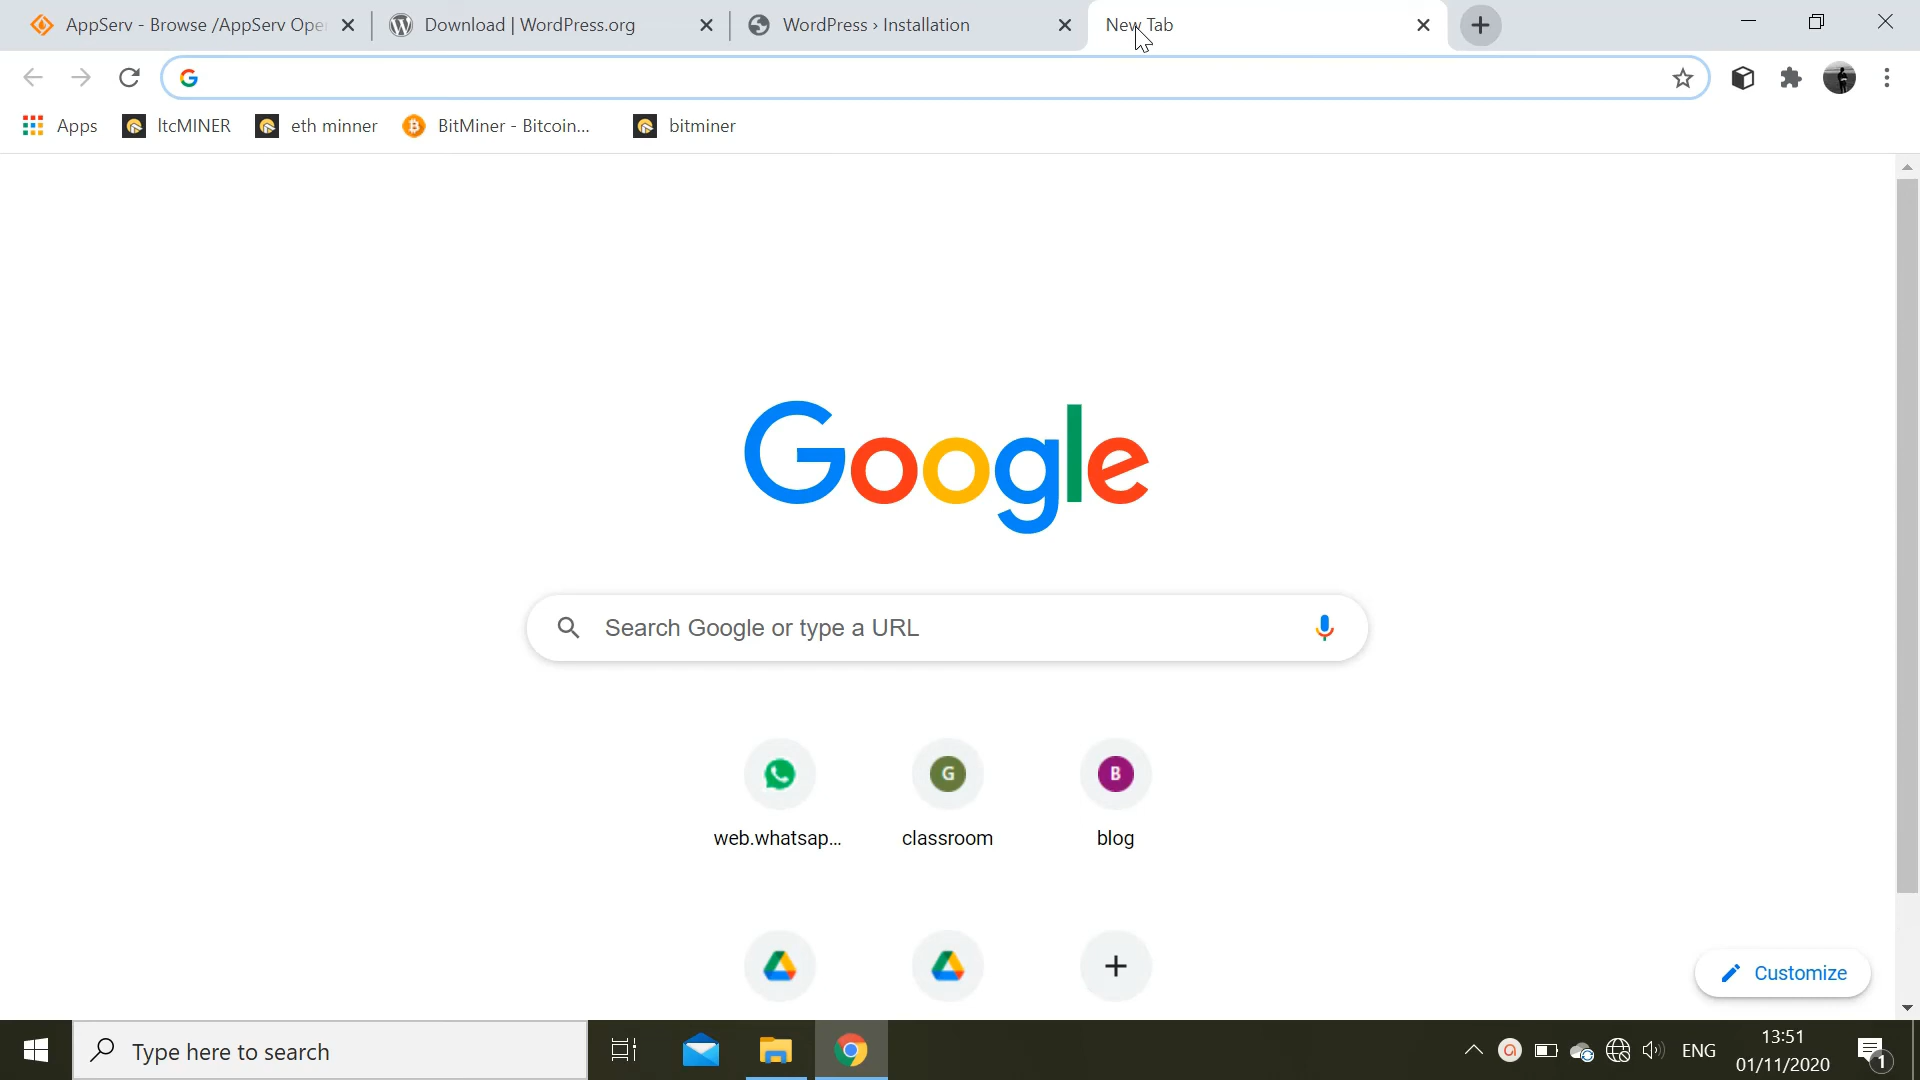 AppServ - Browse /AppServ Ope
Download | WordPress.org
WordPress › Installation
New Tab
Apps
ltcMINER
eth minner
BitMiner - Bitcoin...
bitminer
Google
Search Google or type a URL
web.whatsap...
classroom
blog
Customize
Type here to search
ENG
13:51
01/11/2020
1